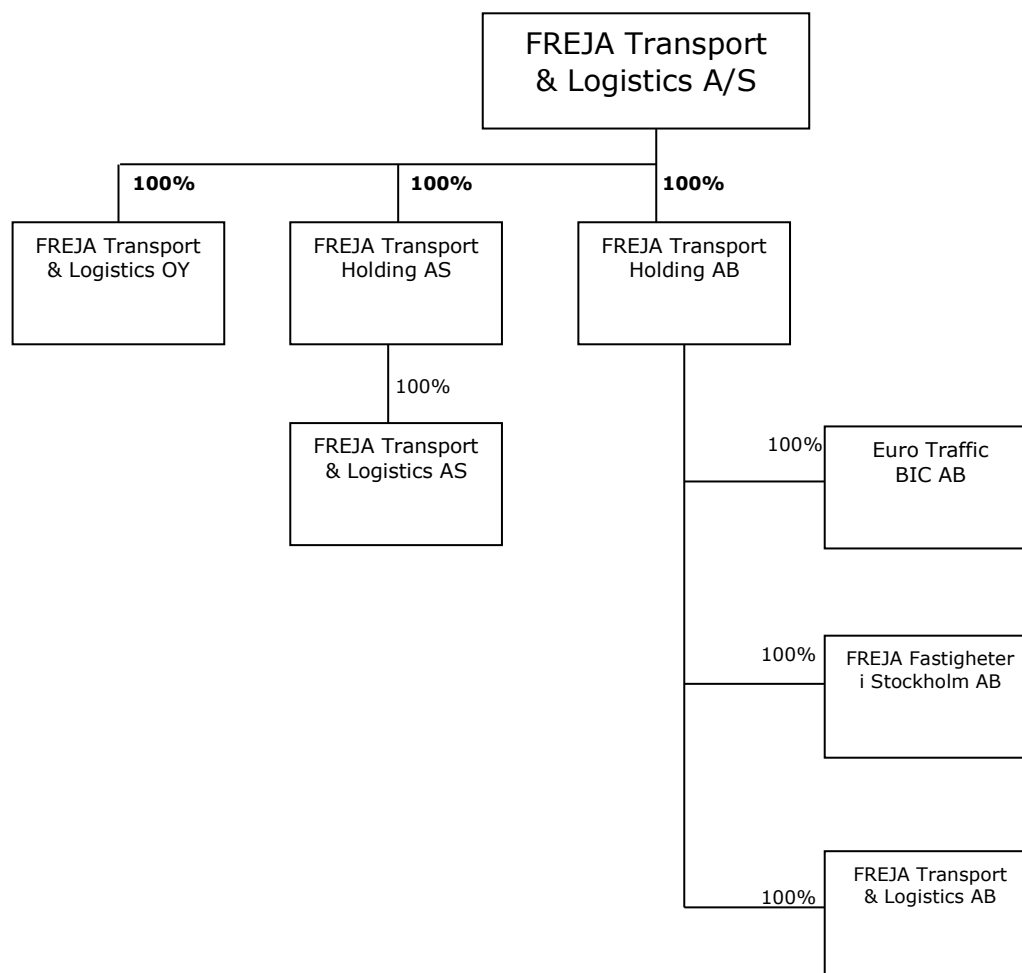 FREJA Transport
& Logistics A/S
100%
100%
100%
FREJA Transport
& Logistics OY
FREJA Transport
Holding AS
FREJA Transport
Holding AB
100%
FREJA Transport
& Logistics AS
100%
Euro Traffic
BIC AB
100%
FREJA Fastigheter
i Stockholm AB
100%
FREJA Transport
& Logistics AB